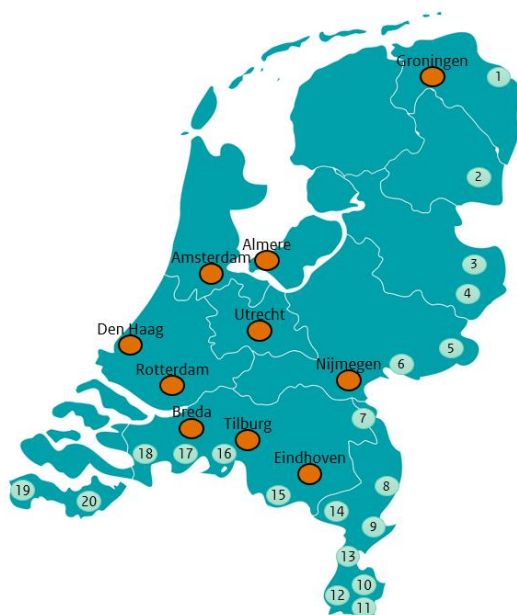 Groningen
1
2
Almere
Amsterdam
3
4
Utrecht
Den Haag
5
Nijmegen
6
Rotterdam
7
Breda
Tilburg
Eindhoven
18
17
16
8
19
20
15
14
9
13
10
12
11